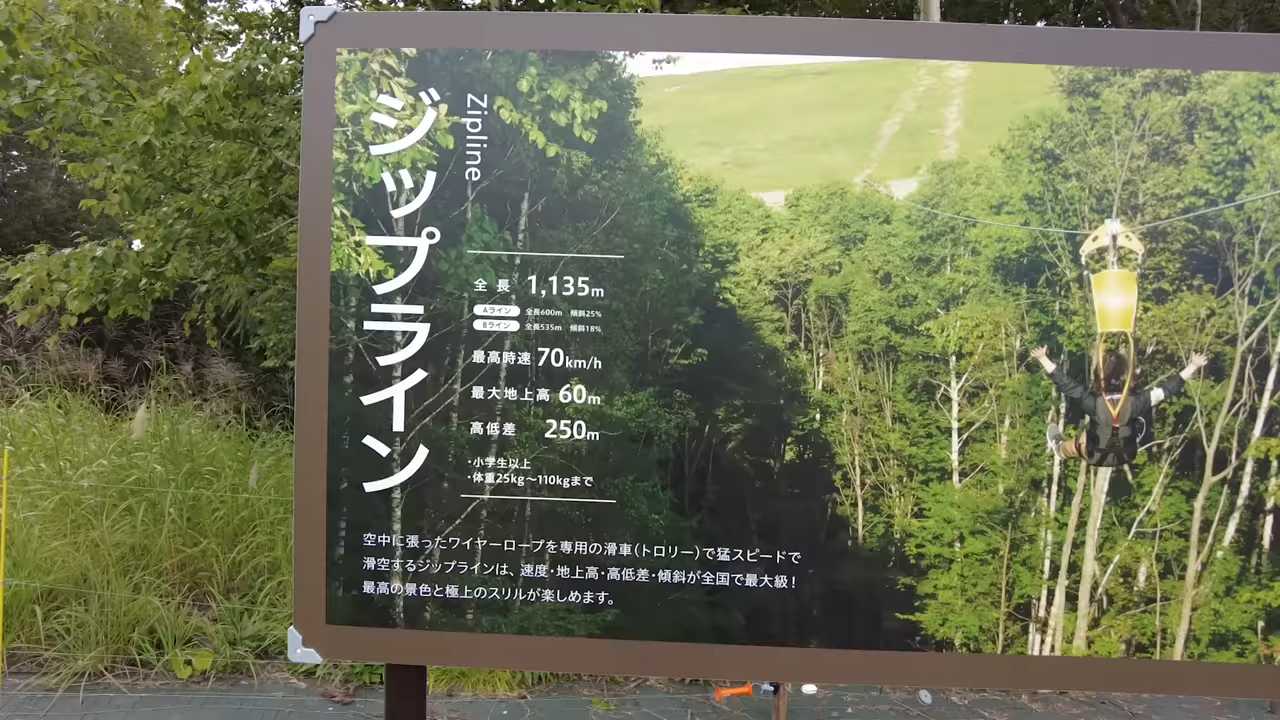 ジップライン
Zipline
全長 1,135m
Aライン 全長600m 傾斜25%
Bライン 全長535m 傾斜18%
最高時速 70km/h
最大地上高 60m
高低差 250m
・小学生以上
・体重25kg〜110kgまで
空中に張ったワイヤーロープを専用の滑車(トロリー)で猛スピードで
滑空するジップラインは、速度・地上高・高低差・傾斜が全国で最大級!
最高の景色と極上のスリルが楽しめます。